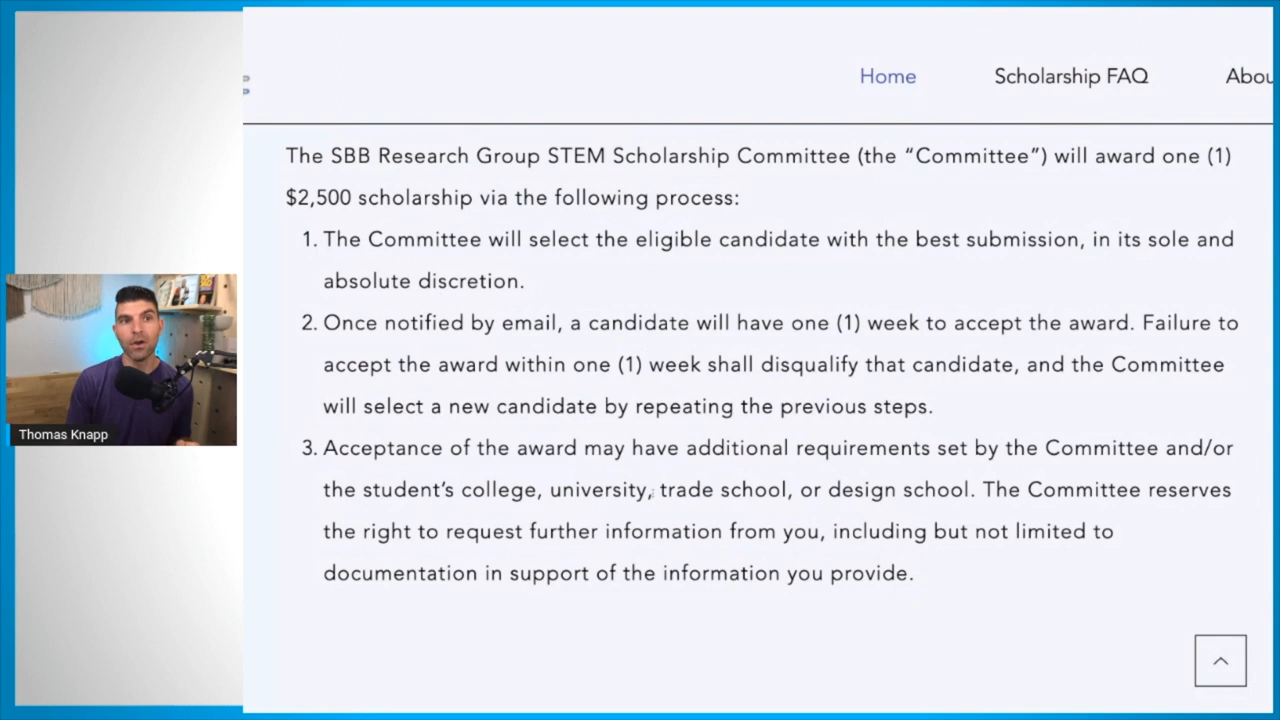 Home Scholarship FAQ Abou
The SBB Research Group STEM Scholarship Committee (the “Committee”) will award one (1)
$2,500 scholarship via the following process:
1. The Committee will select the eligible candidate with the best submission, in its sole and
absolute discretion.
2. Once notified by email, a candidate will have one (1) week to accept the award. Failure to
accept the award within one (1) week shall disqualify that candidate, and the Committee
will select a new candidate by repeating the previous steps.
3. Acceptance of the award may have additional requirements set by the Committee and/or
the student’s college, university, trade school, or design school. The Committee reserves
the right to request further information from you, including but not limited to
documentation in support of the information you provide.
Thomas Knapp